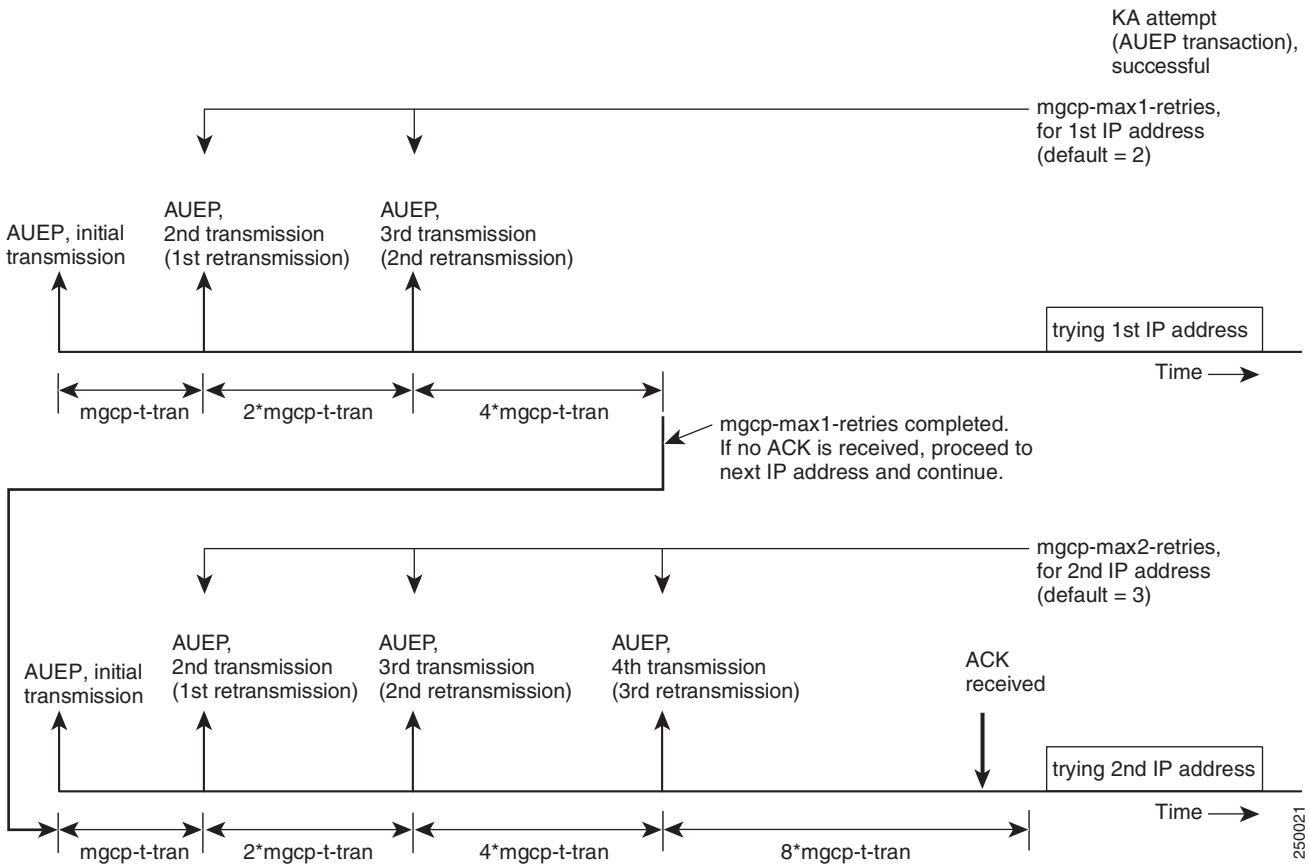 KA attempt
(AUEP transaction),
successful
mgcp-max1-retries,
for 1st IP address
(default = 2)
AUEP, initial
transmission
AUEP,
2nd transmission
(1st retransmission)
AUEP,
3rd transmission
(2nd retransmission)
trying 1st IP address
Time
mgcp-t-tran
2*mgcp-t-tran
4*mgcp-t-tran
mgcp-max1-retries completed.
If no ACK is received, proceed to
next IP address and continue.
mgcp-max2-retries,
for 2nd IP address
(default = 3)
AUEP, initial
transmission
AUEP,
2nd transmission
(1st retransmission)
AUEP,
3rd transmission
(2nd retransmission)
AUEP,
4th transmission
(3rd retransmission)
ACK
received
trying 2nd IP address
Time
mgcp-t-tran
2*mgcp-t-tran
4*mgcp-t-tran
8*mgcp-t-tran
250021